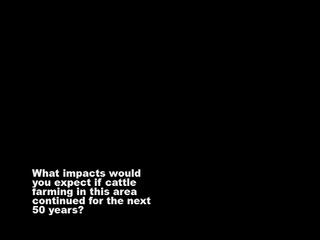 What impacts would
you expect if cattle
farming in this area
continued for the next
50 years?